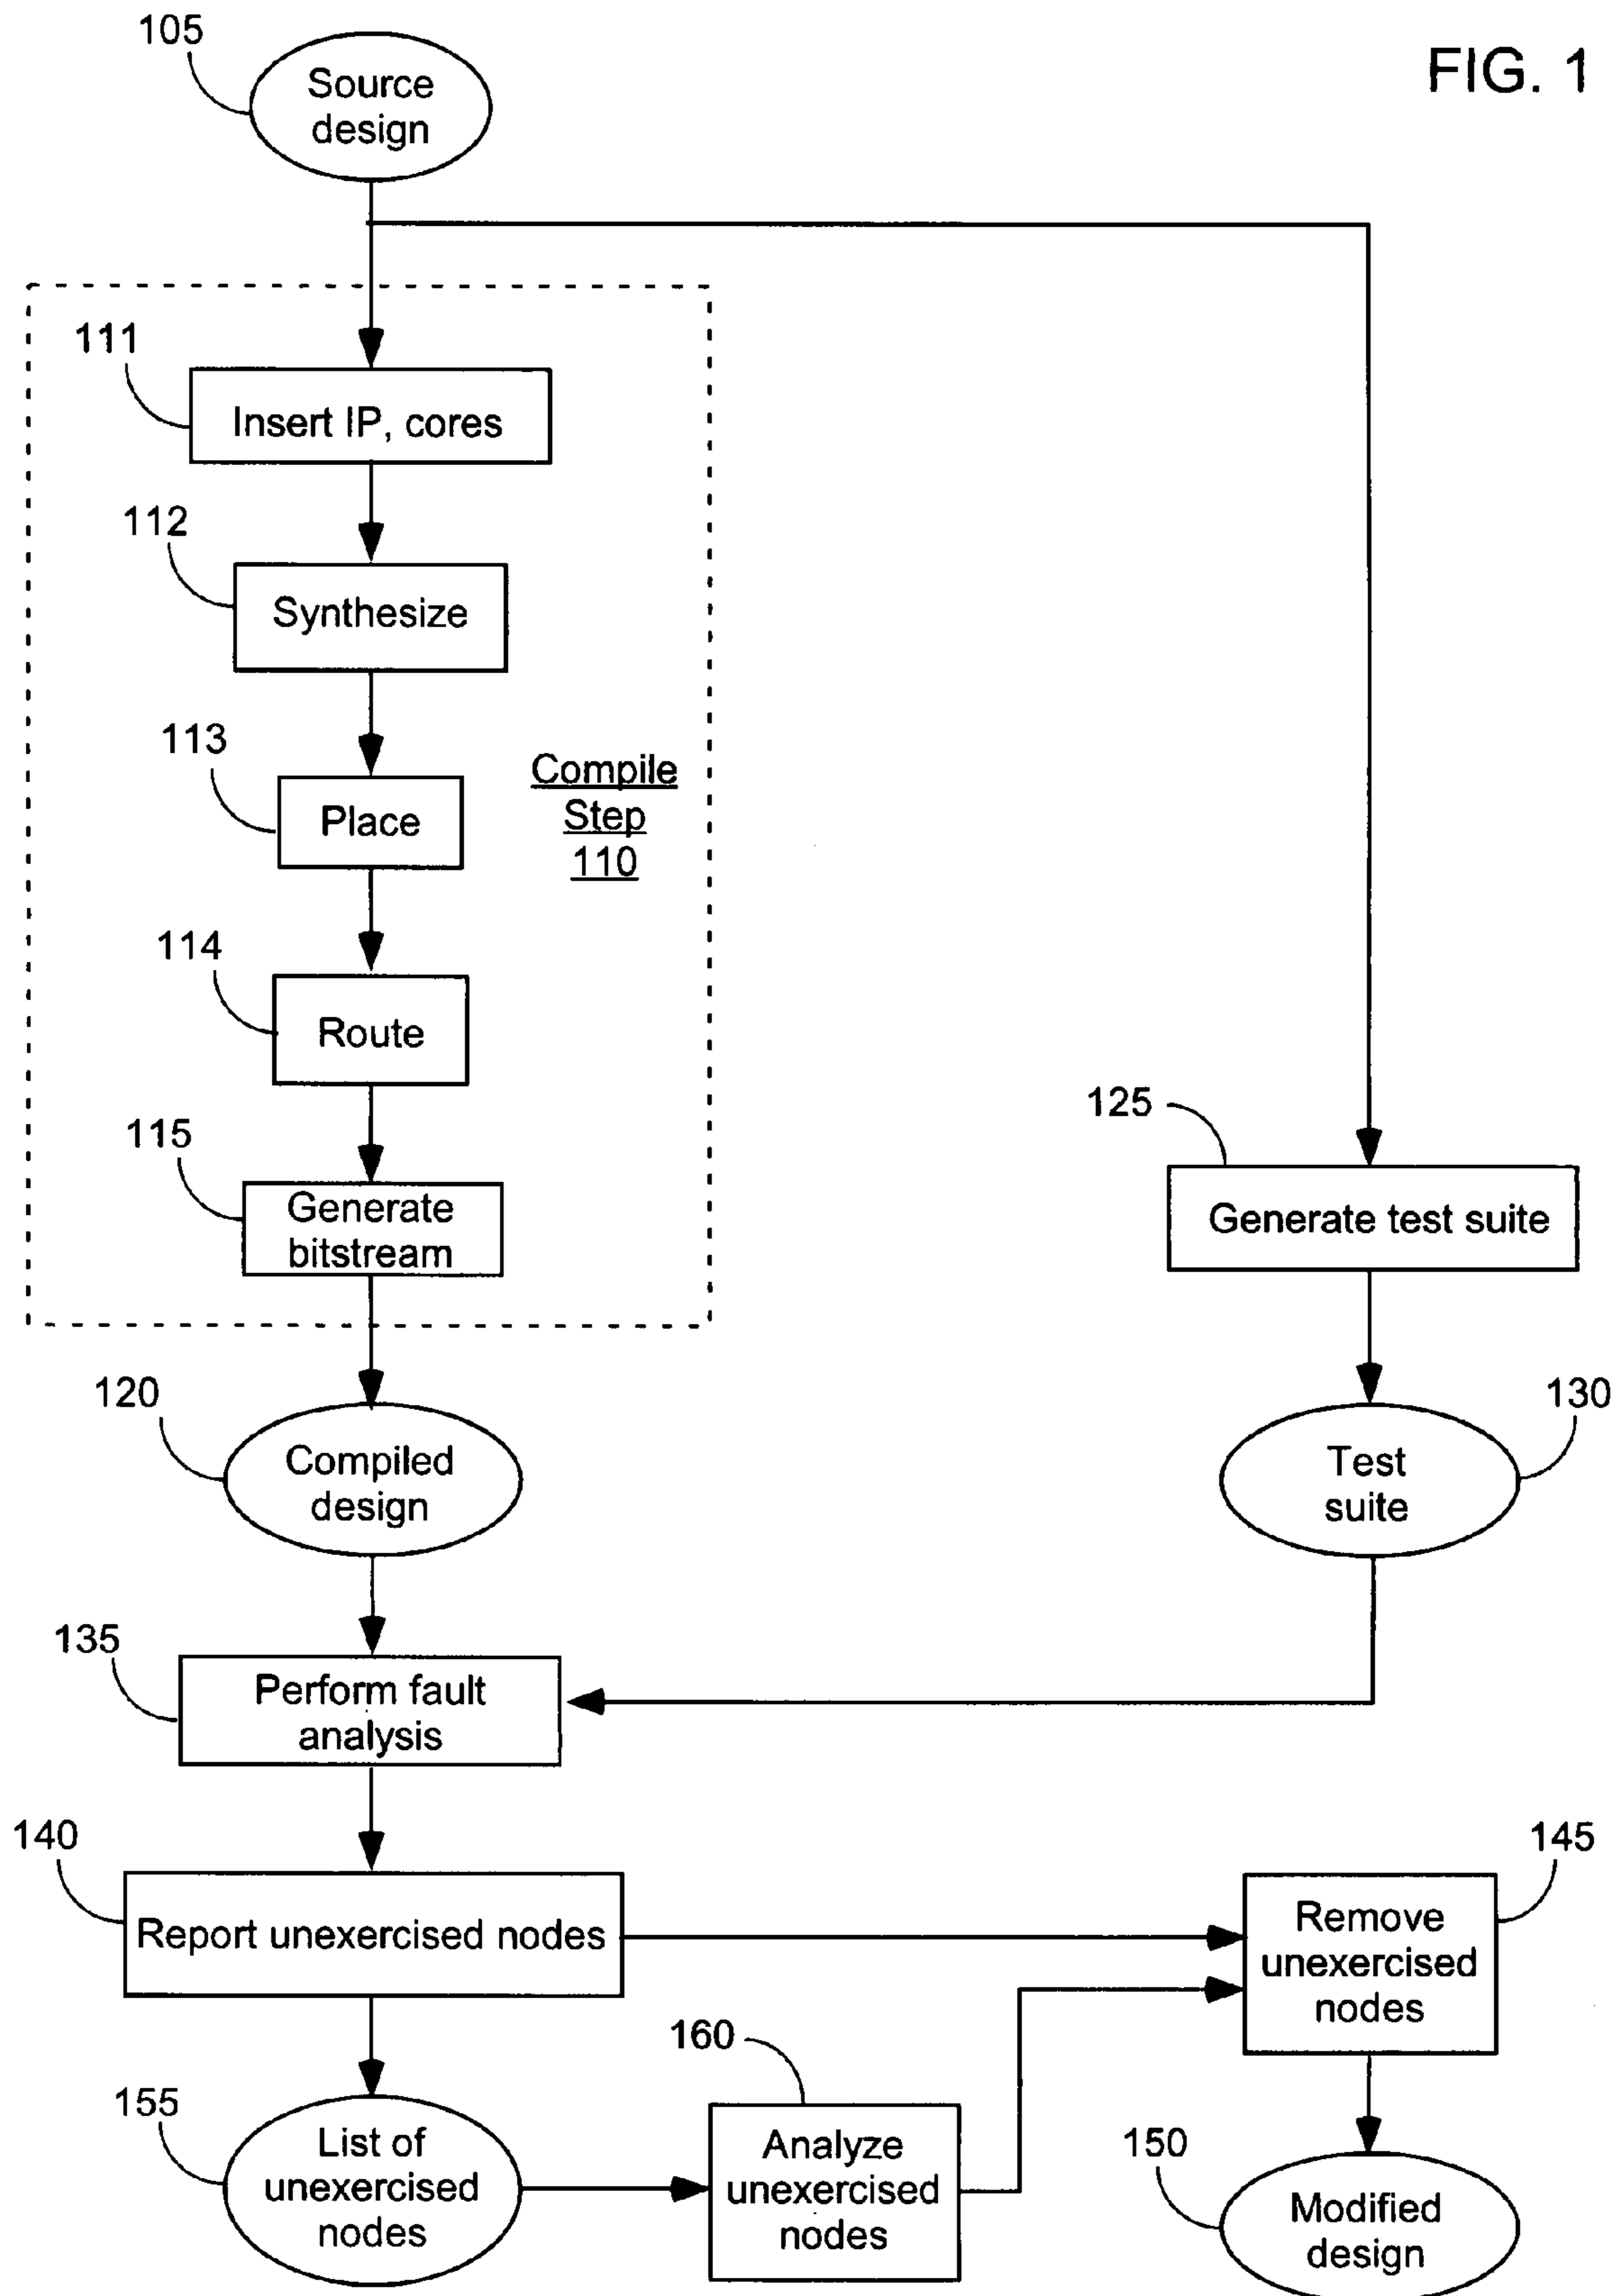 105
Source
design
FIG. 1
111
Insert IP, cores
112
Synthesize
113
Place
Compile
Step
110
114
Route
115
Generate
bitstream
125
Generate test suite
120
Compiled
design
130
Test
suite
135
Perform fault
analysis
140
Report unexercised nodes
145
Remove
unexercised
nodes
155
List of
unexercised
nodes
160
Analyze
unexercised
nodes
150
Modified
design